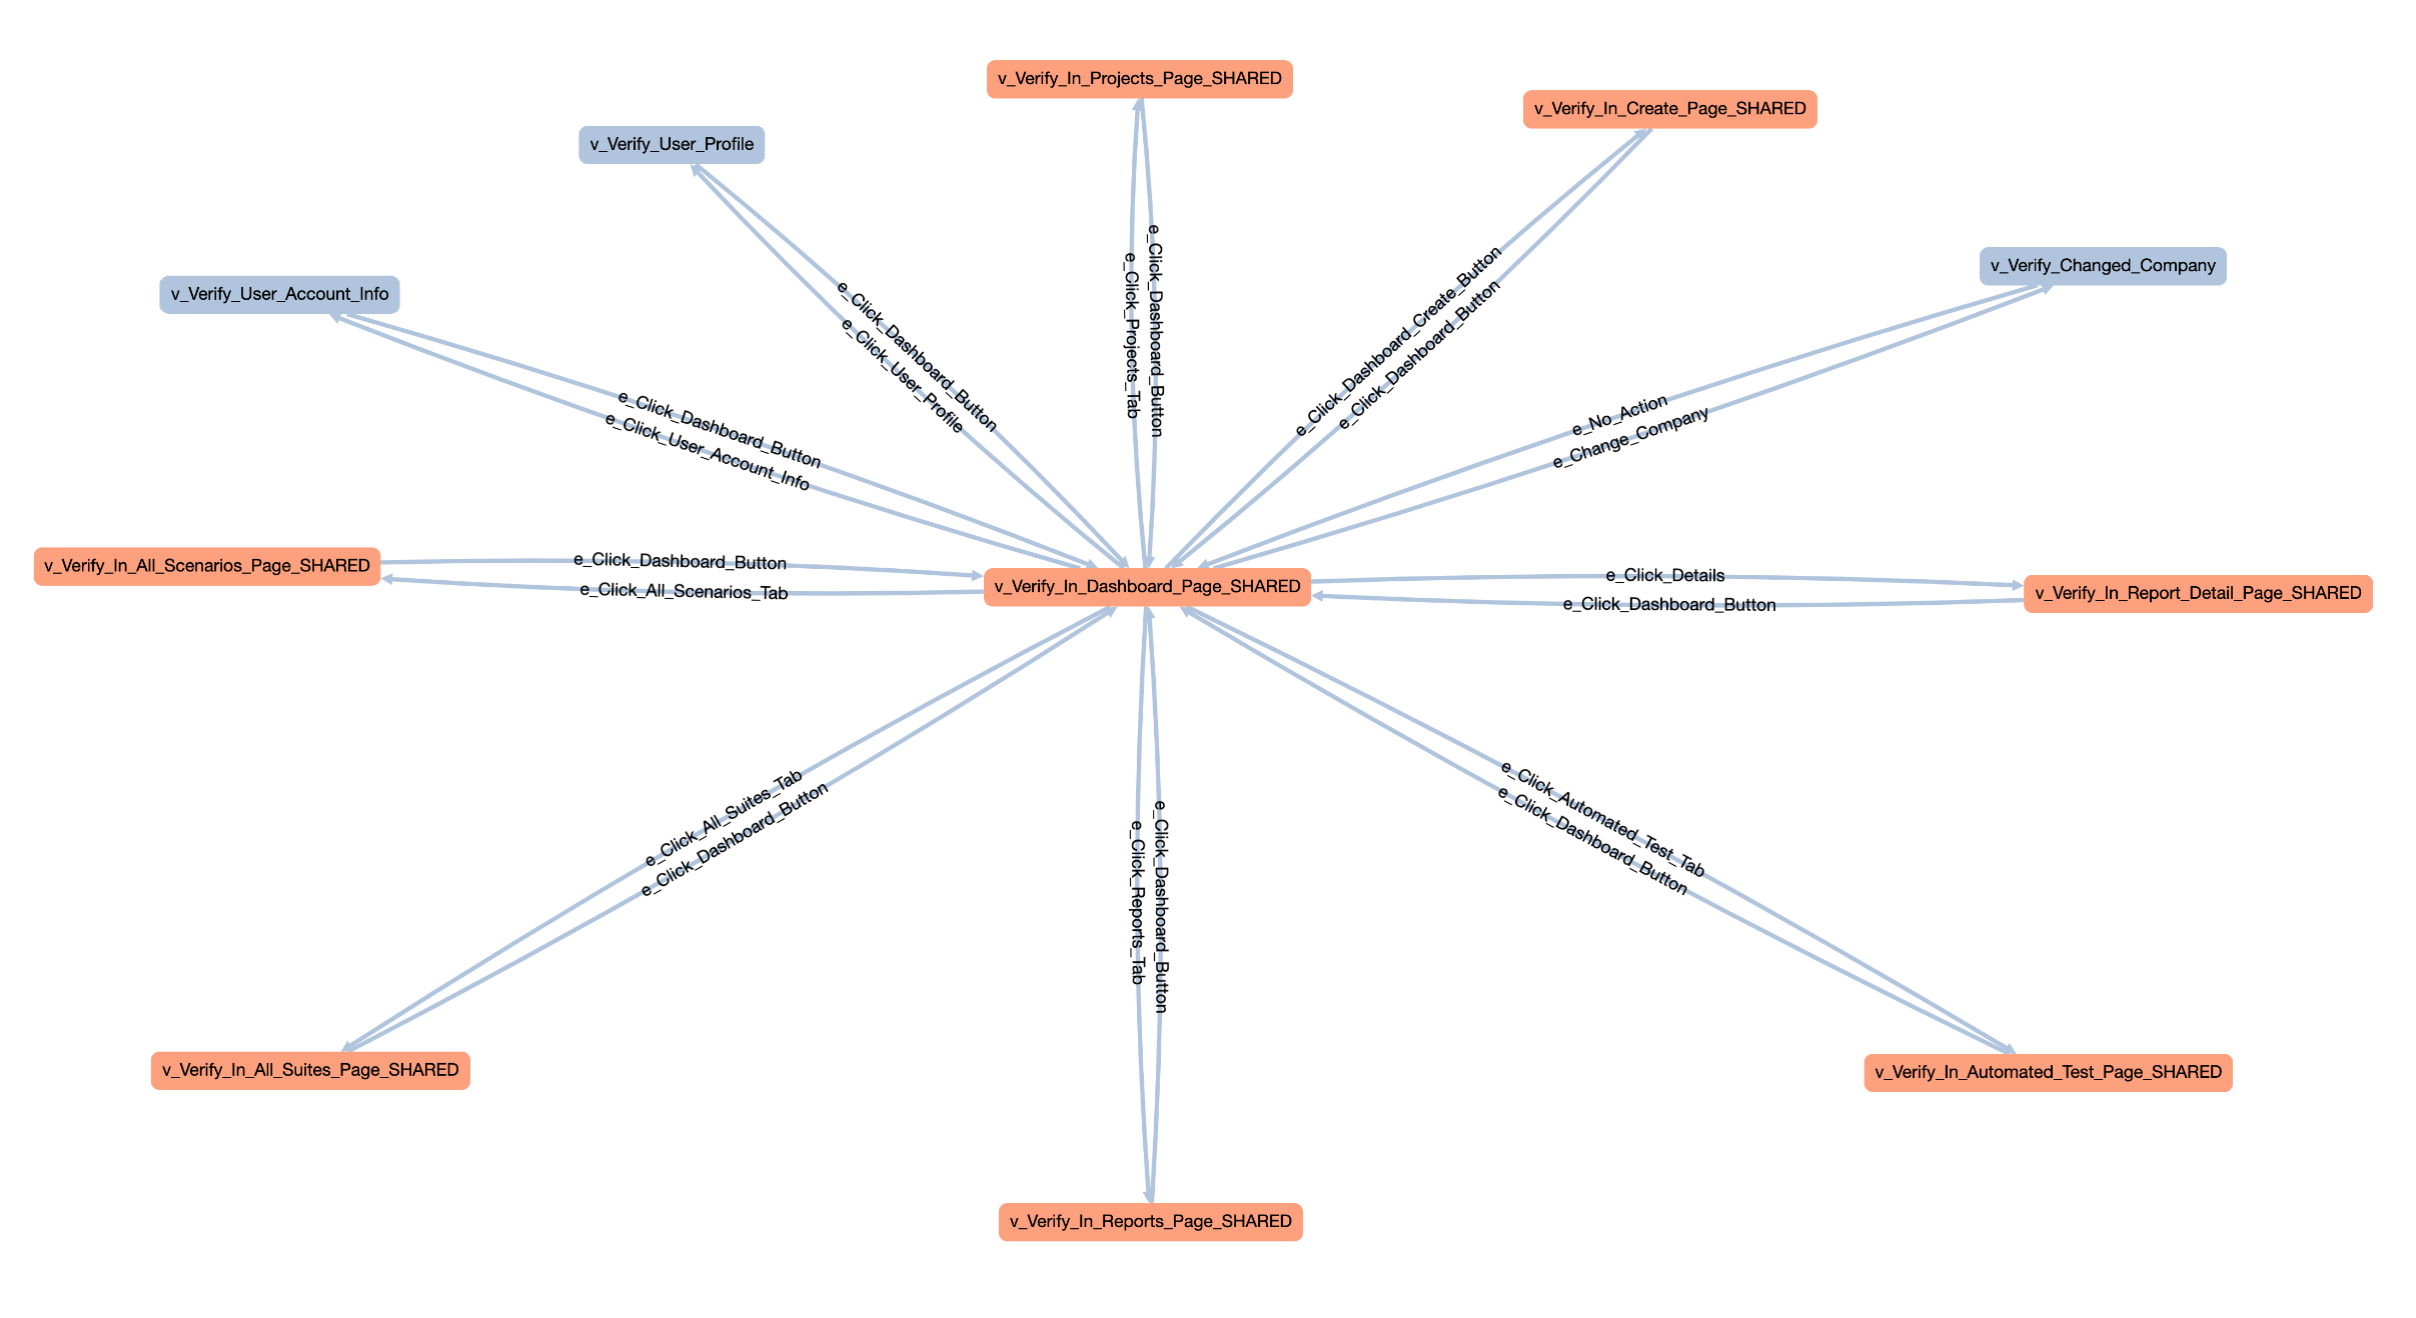 v_Verify_In_Projects_Page_SHARED
v_Verify_In_Create_Page_SHARED
v_Verify_User_Profile
v_Verify_Changed_Company
v_Verify_User_Account_Info
e_Click_Dashboard_Button
e_Click_User_Profile
e_Click_Dashboard_Button
e_Click_Projects_Tab
e_Click_Dashboard_Create_Button
e_Click_Dashboard_Button
e_No_Action
e_Change_Company
e_Click_Dashboard_Button
e_Click_User_Account_Info
v_Verify_In_All_Scenarios_Page_SHARED
e_Click_Dashboard_Button
e_Click_All_Scenarios_Tab
v_Verify_In_Dashboard_Page_SHARED
e_Click_Details
e_Click_Dashboard_Button
v_Verify_In_Report_Detail_Page_SHARED
e_Click_All_Suites_Tab
e_Click_Dashboard_Button
e_Click_Dashboard_Button
e_Click_Reports_Tab
e_Click_Automated_Test_Tab
e_Click_Dashboard_Button
v_Verify_In_All_Suites_Page_SHARED
v_Verify_In_Automated_Test_Page_SHARED
v_Verify_In_Reports_Page_SHARED